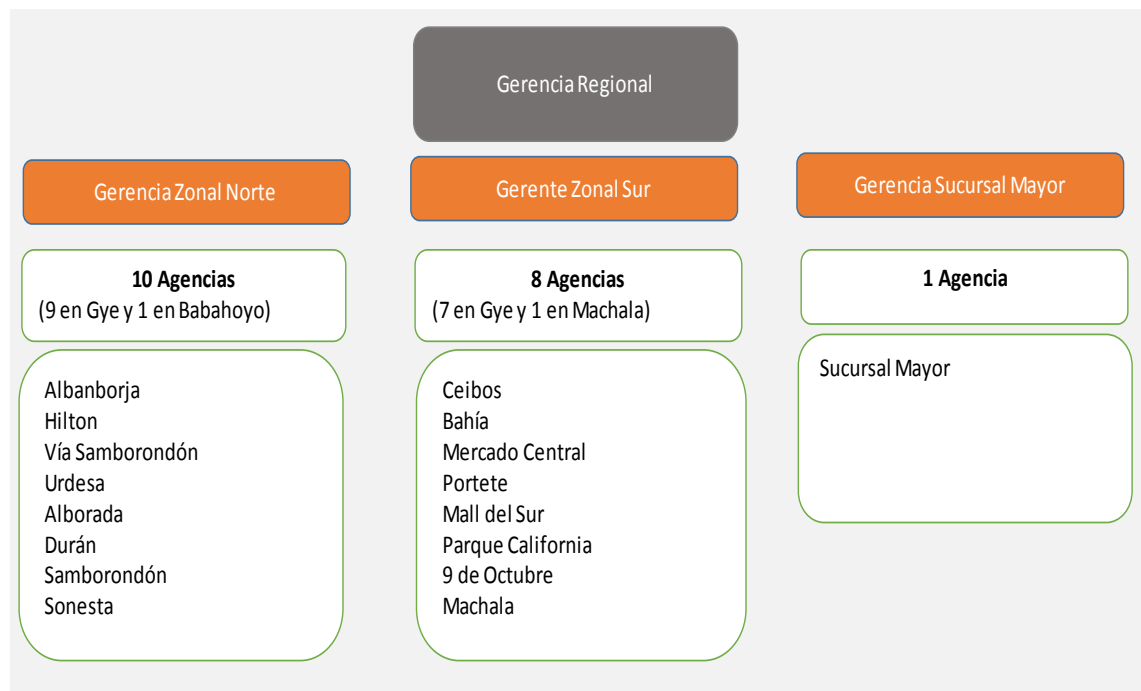 Gerencia Regional
Gerencia Zonal Norte
Gerente Zonal Sur
Gerencia Sucursal Mayor
10 Agencias
(9 en Gye y 1 en Babahoyo)
8 Agencias
(7 en Gye y 1 en Machala)
1 Agencia
Albanborja
Hilton
Vía Samborondón
Urdesa
Alborada
Durán
Samborondón
Sonesta
Ceibos
Bahía
Mercado Central
Portete
Mall del Sur
Parque California
9 de Octubre
Machala
Sucursal Mayor